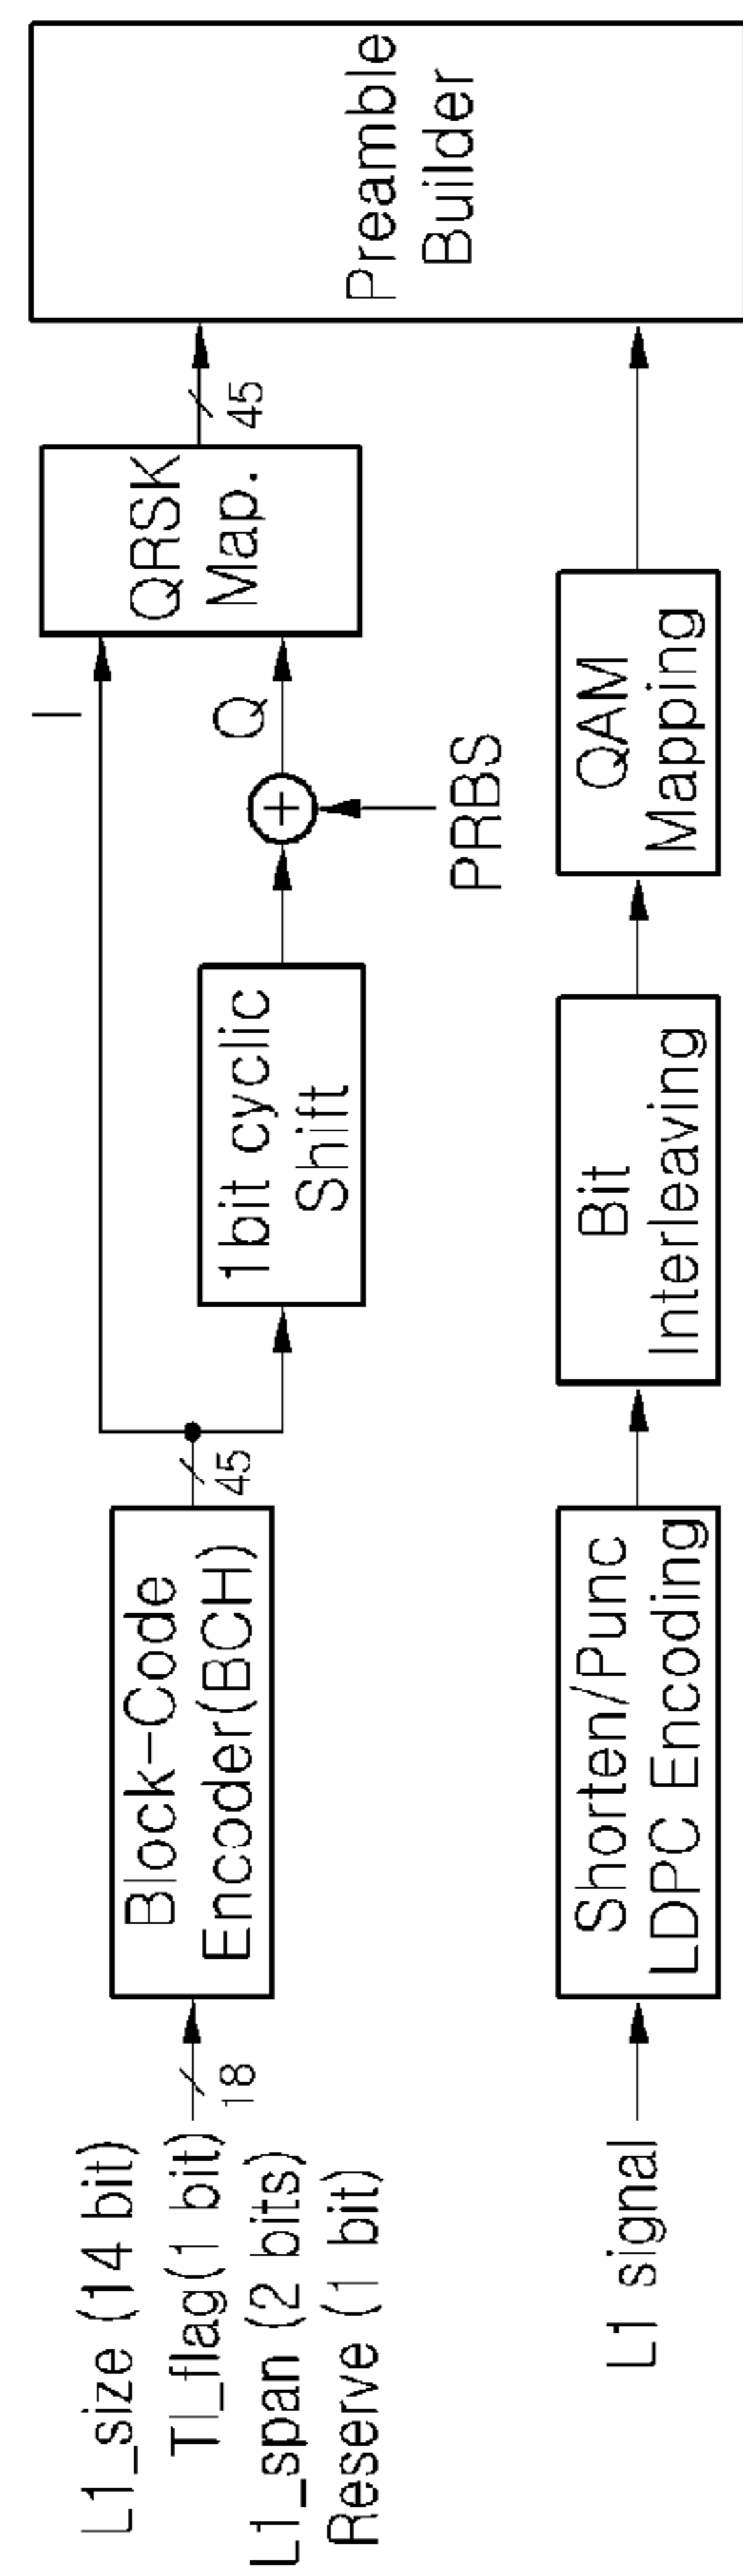 L1_size (14 bit)
TI_flag(1 bit)
L1_span (2 bits)
Reserve (1 bit)
18
Block-Code
Encoder(BCH)
45
1bit cyclic
Shift
I
Q
PRBS
QRSK
Map.
45
Preamble
Builder
L1 signal
Shorten/Punc
LDPC Encoding
Bit
Interleaving
QAM
Mapping